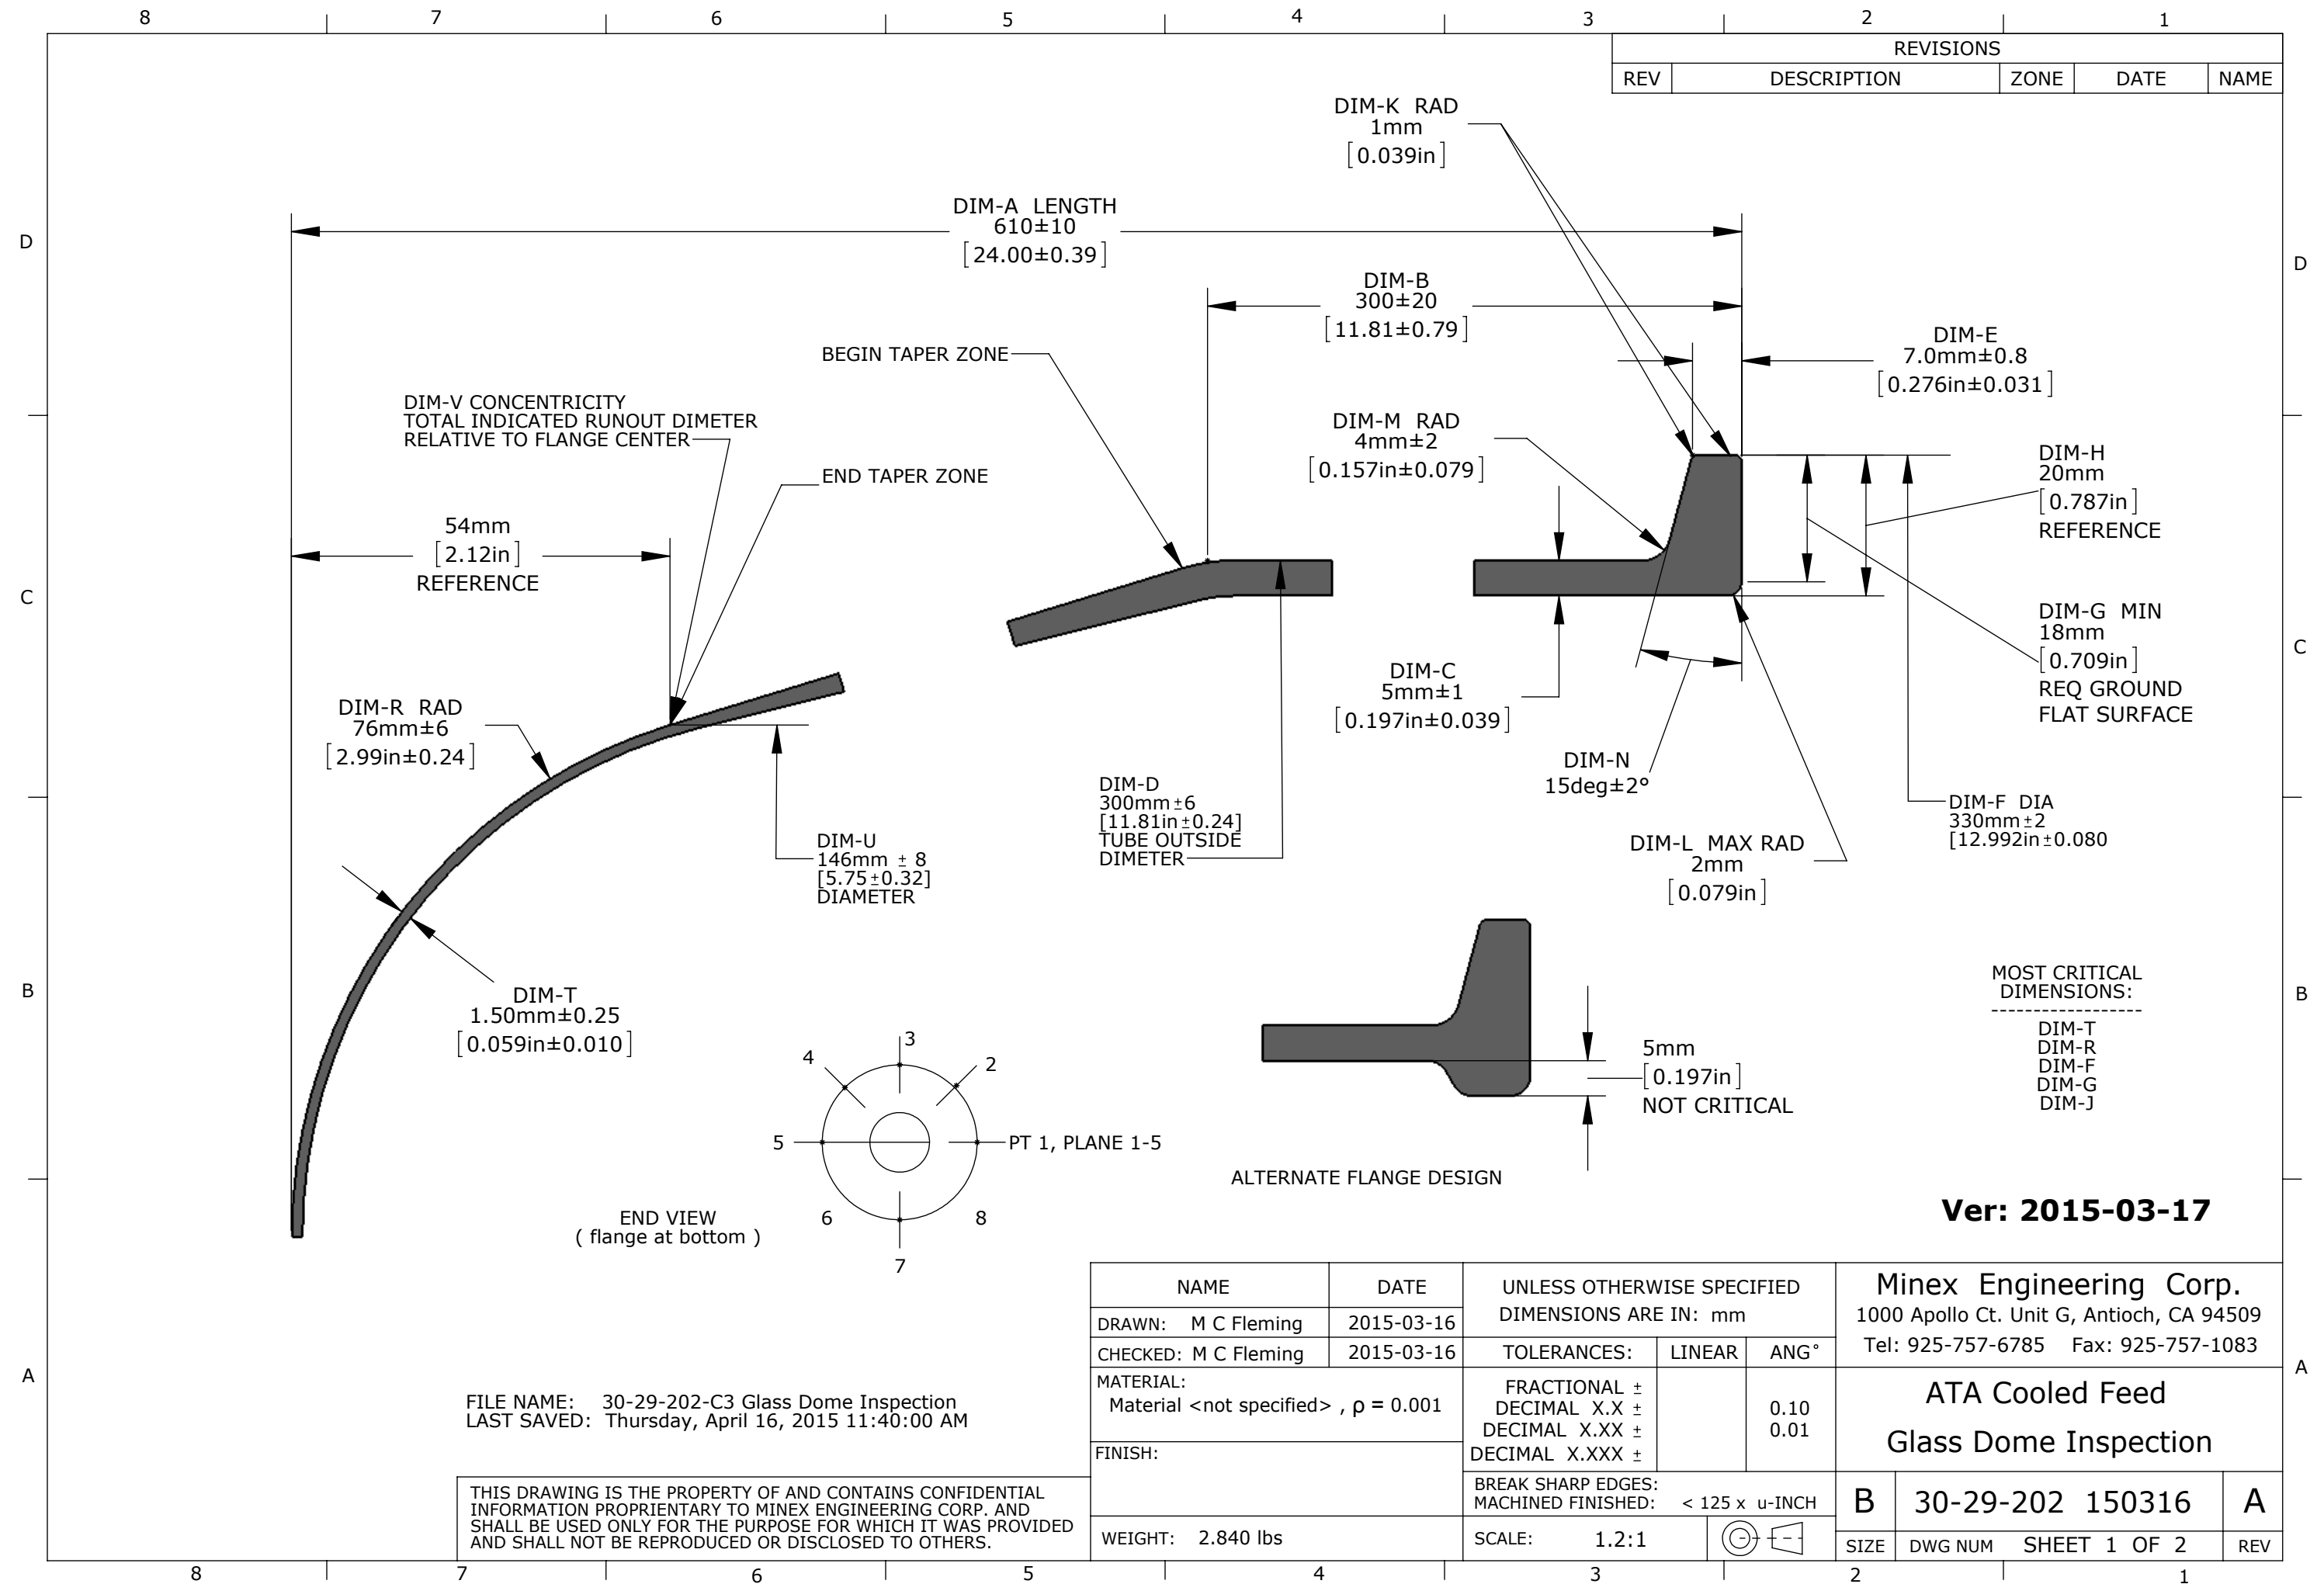 8 7 6 5 4 3 2 1
REVISIONS
REV DESCRIPTION ZONE DATE NAME
DIM-K RAD
1mm
[0.039in]
DIM-A LENGTH
610±10
[24.00±0.39]
D
D
DIM-B
300±20
[11.81±0.79]
DIM-E
7.0mm±0.8
[0.276in±0.031]
BEGIN TAPER ZONE
DIM-V CONCENTRICITY
TOTAL INDICATED RUNOUT DIMETER
RELATIVE TO FLANGE CENTER
DIM-M RAD
4mm±2
[0.157in±0.079]
END TAPER ZONE
DIM-H
20mm
[0.787in]
REFERENCE
54mm
[2.12in]
REFERENCE
C
C
DIM-G MIN
18mm
[0.709in]
REQ GROUND
FLAT SURFACE
DIM-C
5mm±1
[0.197in±0.039]
DIM-R RAD
76mm±6
[2.99in±0.24]
DIM-N
15deg±2°
DIM-D
300mm±6
[11.81in±0.24]
TUBE OUTSIDE
DIMETER
DIM-F DIA
330mm±2
[12.992in±0.080
DIM-U
146mm ± 8
[5.75±0.32]
DIAMETER
DIM-L MAX RAD
2mm
[0.079in]
B
B
DIM-T
1.50mm±0.25
[0.059in±0.010]
MOST CRITICAL
DIMENSIONS:
-----------------
DIM-T
DIM-R
DIM-F
DIM-G
DIM-J
3
4
2
5
PT 1, PLANE 1-5
6
8
7
END VIEW
( flange at bottom )
5mm
[0.197in]
NOT CRITICAL
ALTERNATE FLANGE DESIGN
Ver: 2015-03-17
NAME DATE
DRAWN: M C Fleming 2015-03-16
CHECKED: M C Fleming 2015-03-16
MATERIAL:
Material <not specified> , ρ = 0.001
FINISH:
WEIGHT: 2.840 lbs
UNLESS OTHERWISE SPECIFIED
DIMENSIONS ARE IN: mm
TOLERANCES: LINEAR ANG°
FRACTIONAL ±
DECIMAL X.X ± 0.10
DECIMAL X.XX ± 0.01
DECIMAL X.XXX ±
BREAK SHARP EDGES:
MACHINED FINISHED: < 125 x u-INCH
SCALE: 1.2:1
Minex Engineering Corp.
1000 Apollo Ct. Unit G, Antioch, CA 94509
Tel: 925-757-6785 Fax: 925-757-1083
ATA Cooled Feed
Glass Dome Inspection
B 30-29-202 150316 A
SIZE DWG NUM SHEET 1 OF 2 REV
A
A
FILE NAME: 30-29-202-C3 Glass Dome Inspection
LAST SAVED: Thursday, April 16, 2015 11:40:00 AM
THIS DRAWING IS THE PROPERTY OF AND CONTAINS CONFIDENTIAL
INFORMATION PROPRIENTARY TO MINEX ENGINEERING CORP. AND
SHALL BE USED ONLY FOR THE PURPOSE FOR WHICH IT WAS PROVIDED
AND SHALL NOT BE REPRODUCED OR DISCLOSED TO OTHERS.
8 7 6 5 4 3 2 1